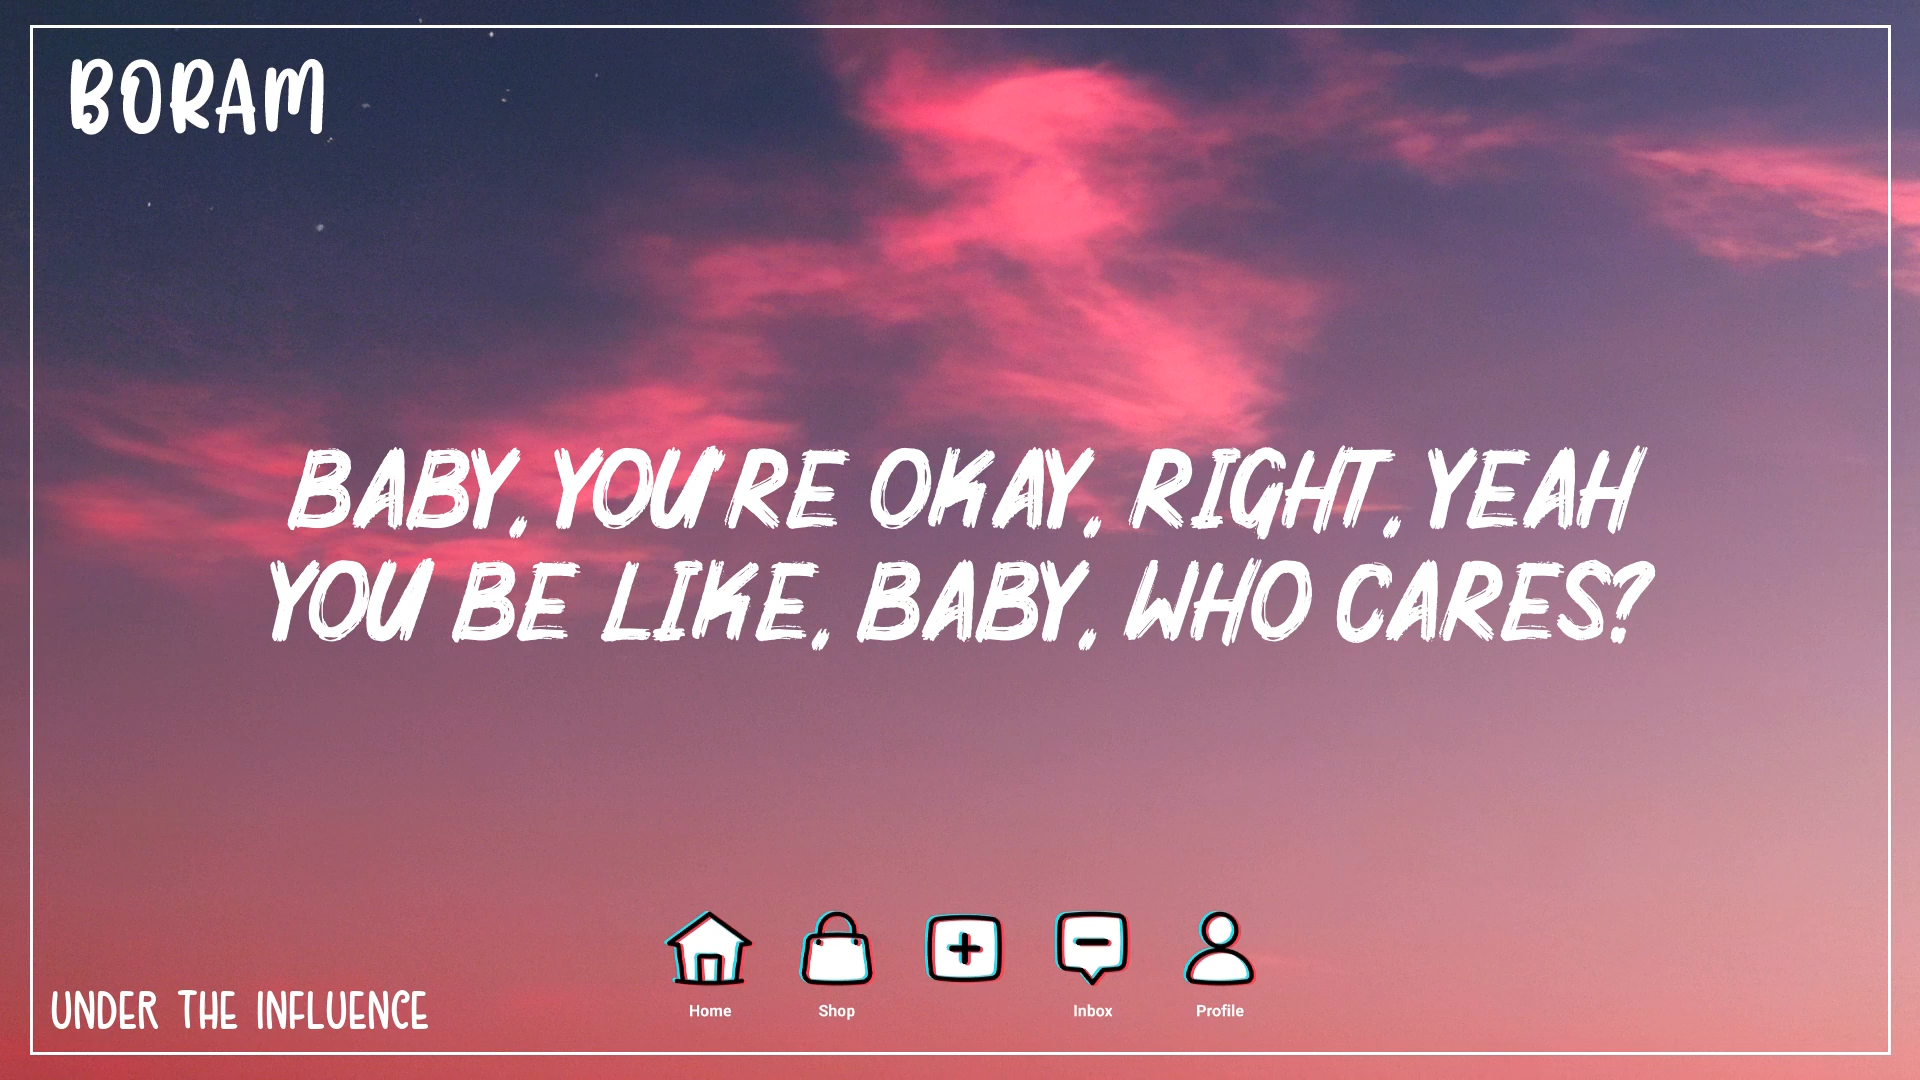 BORAM
BABY, YOU'RE OKAY, RIGHT, YEAH
YOU BE LIKE, BABY, WHO CARES?
Home
Shop
Inbox
Profile
UNDER THE INFLUENCE